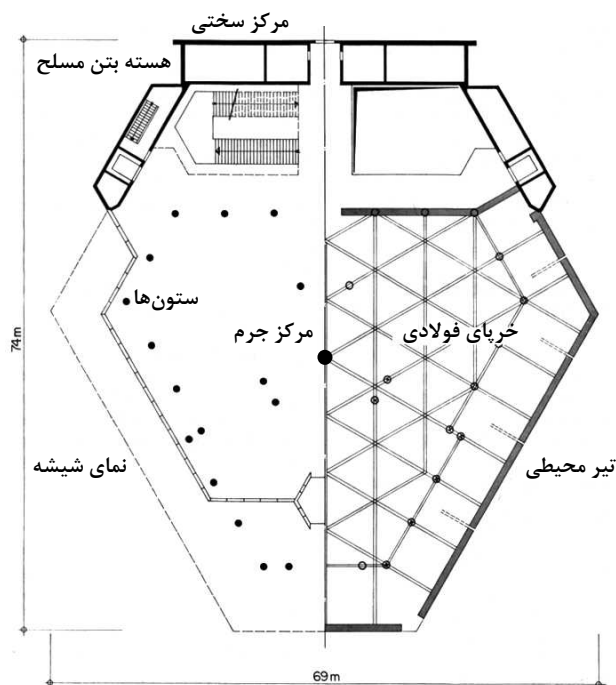 مرکز سختی
هسته بتن مسلح
ستون‌ها
مرکز جرم
خرپای فولادی
نمای شیشه
تیر محیطی
74m
69m